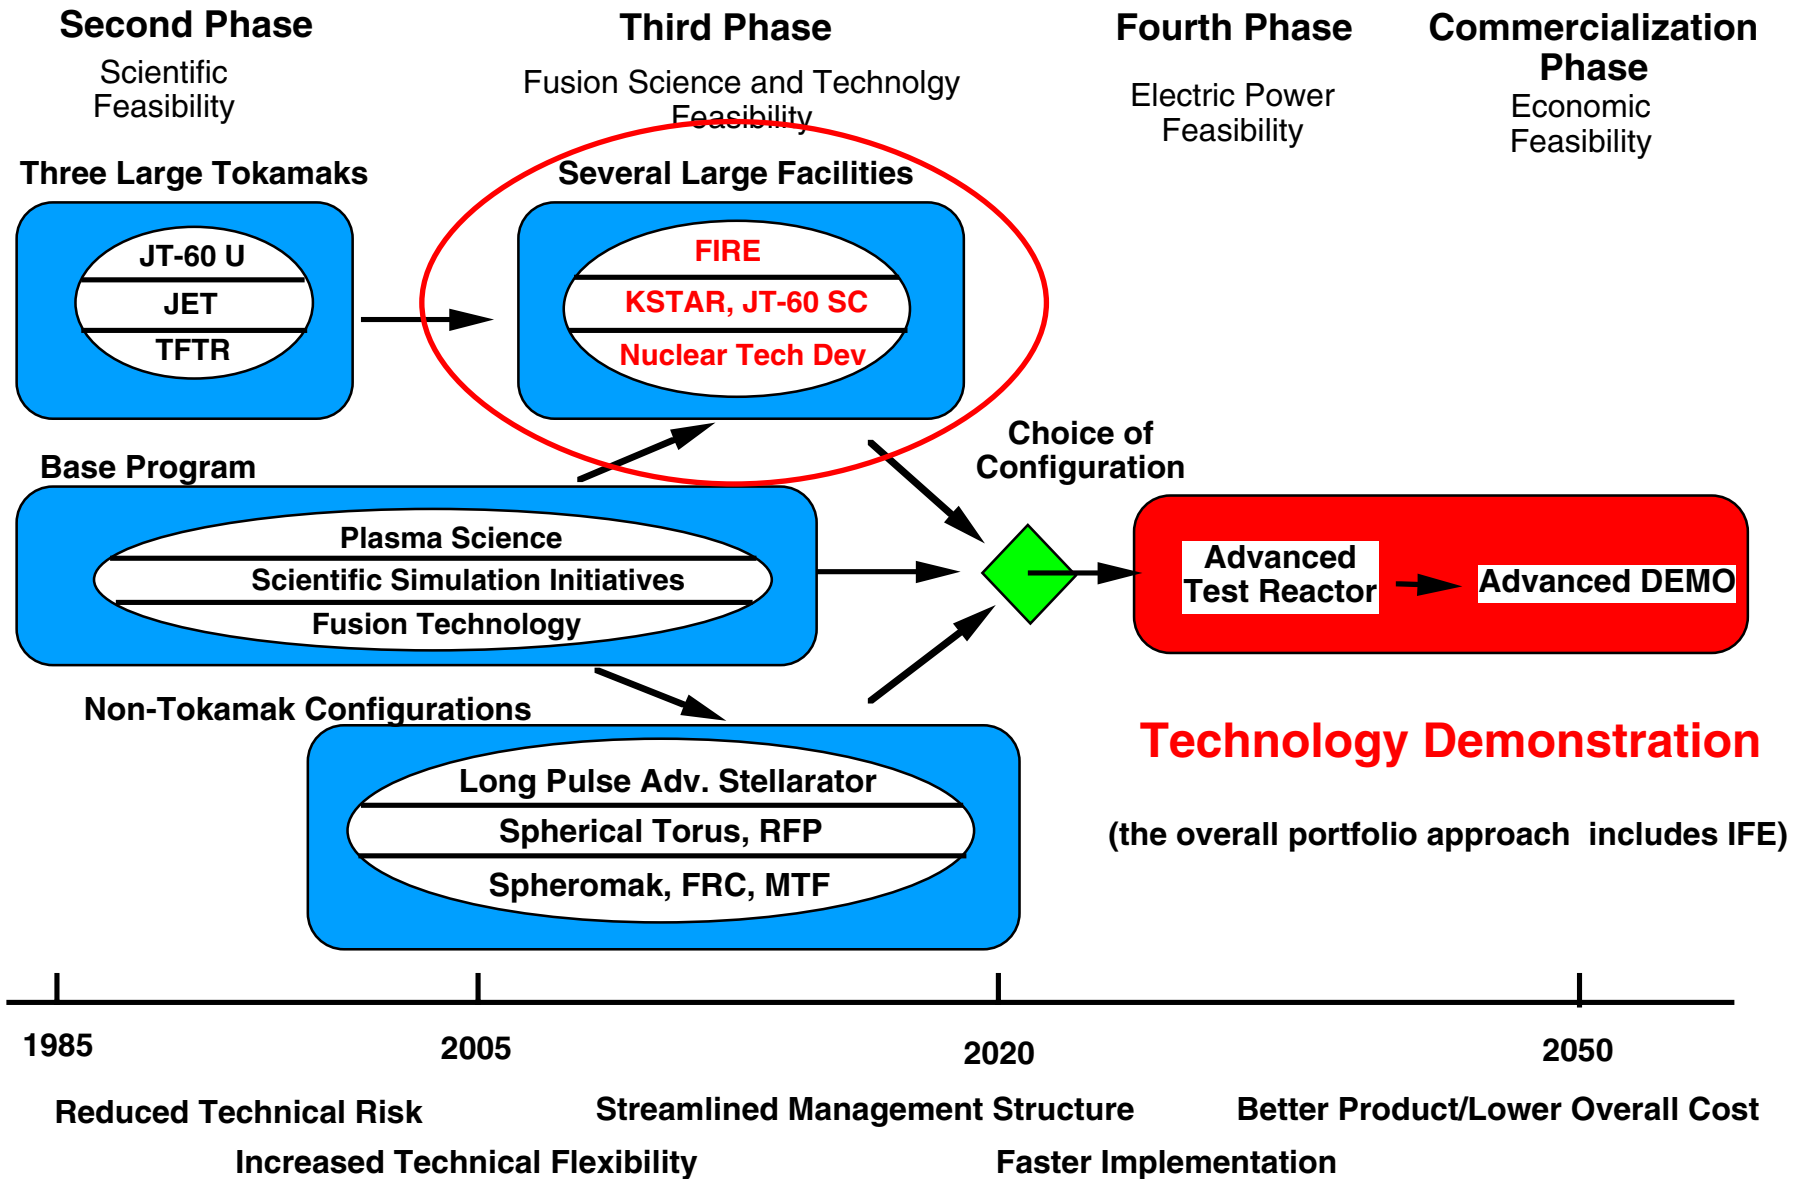 Second Phase
Scientific
Feasibility
Third Phase
Fusion Science and Technolgy
Feasibility
Fourth Phase
Electric Power
Feasibility
Commercialization
Phase
Economic
Feasibility
Three Large Tokamaks
JT-60 U
JET
TFTR
Several Large Facilities
FIRE
KSTAR, JT-60 SC
Nuclear Tech Dev
Base Program
Plasma Science
Scientific Simulation Initiatives
Fusion Technology
Choice of
Configuration
Advanced
Test Reactor
Advanced DEMO
Non-Tokamak Configurations
Long Pulse Adv. Stellarator
Spherical Torus, RFP
Spheromak, FRC, MTF
Technology Demonstration
(the overall portfolio approach includes IFE)
1985
2005
2020
2050
Reduced Technical Risk
Streamlined Management Structure
Better Product/Lower Overall Cost
Increased Technical Flexibility
Faster Implementation